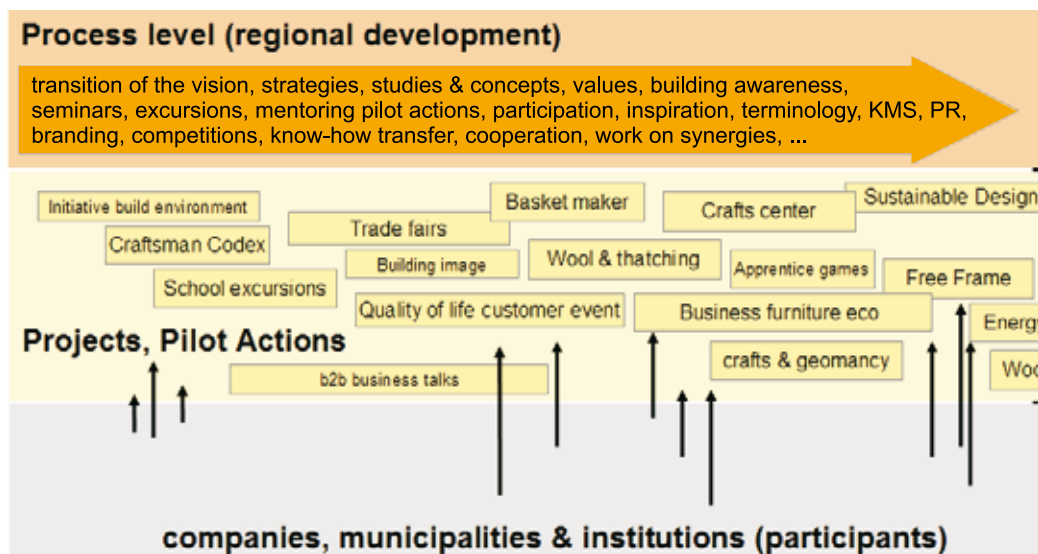 Process level (regional development)
transition of the vision, strategies, studies & concepts, values, building awareness,
seminars, excursions, mentoring pilot actions, participation, inspiration, terminology, KMS, PR,
branding, competitions, know-how transfer, cooperation, work on synergies, ...
Initiative build environment
Craftsman Codex
School excursions
Trade fairs
Building image
Quality of life customer event
Basket maker
Wool & thatching
Crafts center
Apprentice games
Sustainable Design
Free Frame
Business furniture eco
Energy
crafts & geomancy
b2b business talks
Projects, Pilot Actions
companies, municipalities & institutions (participants)